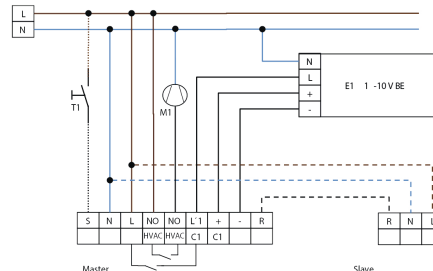 L
N
N
L
+
-
E1 1 -10 V BE
T1
M1
S N L NO NO L'1 + - R
HVAC HVAC C1 C1
R N L
Master
Slave